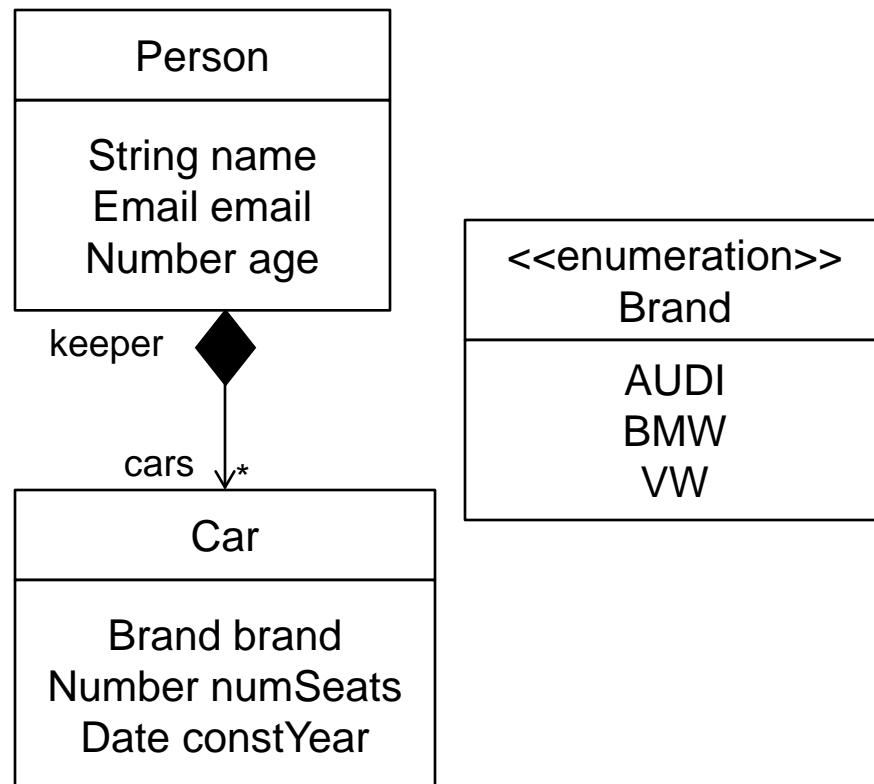 Person
String name
Email email
Number age
keeper
cars *
Car
Brand brand
Number numSeats
Date constYear
<<enumeration>>
Brand
AUDI
BMW
VW